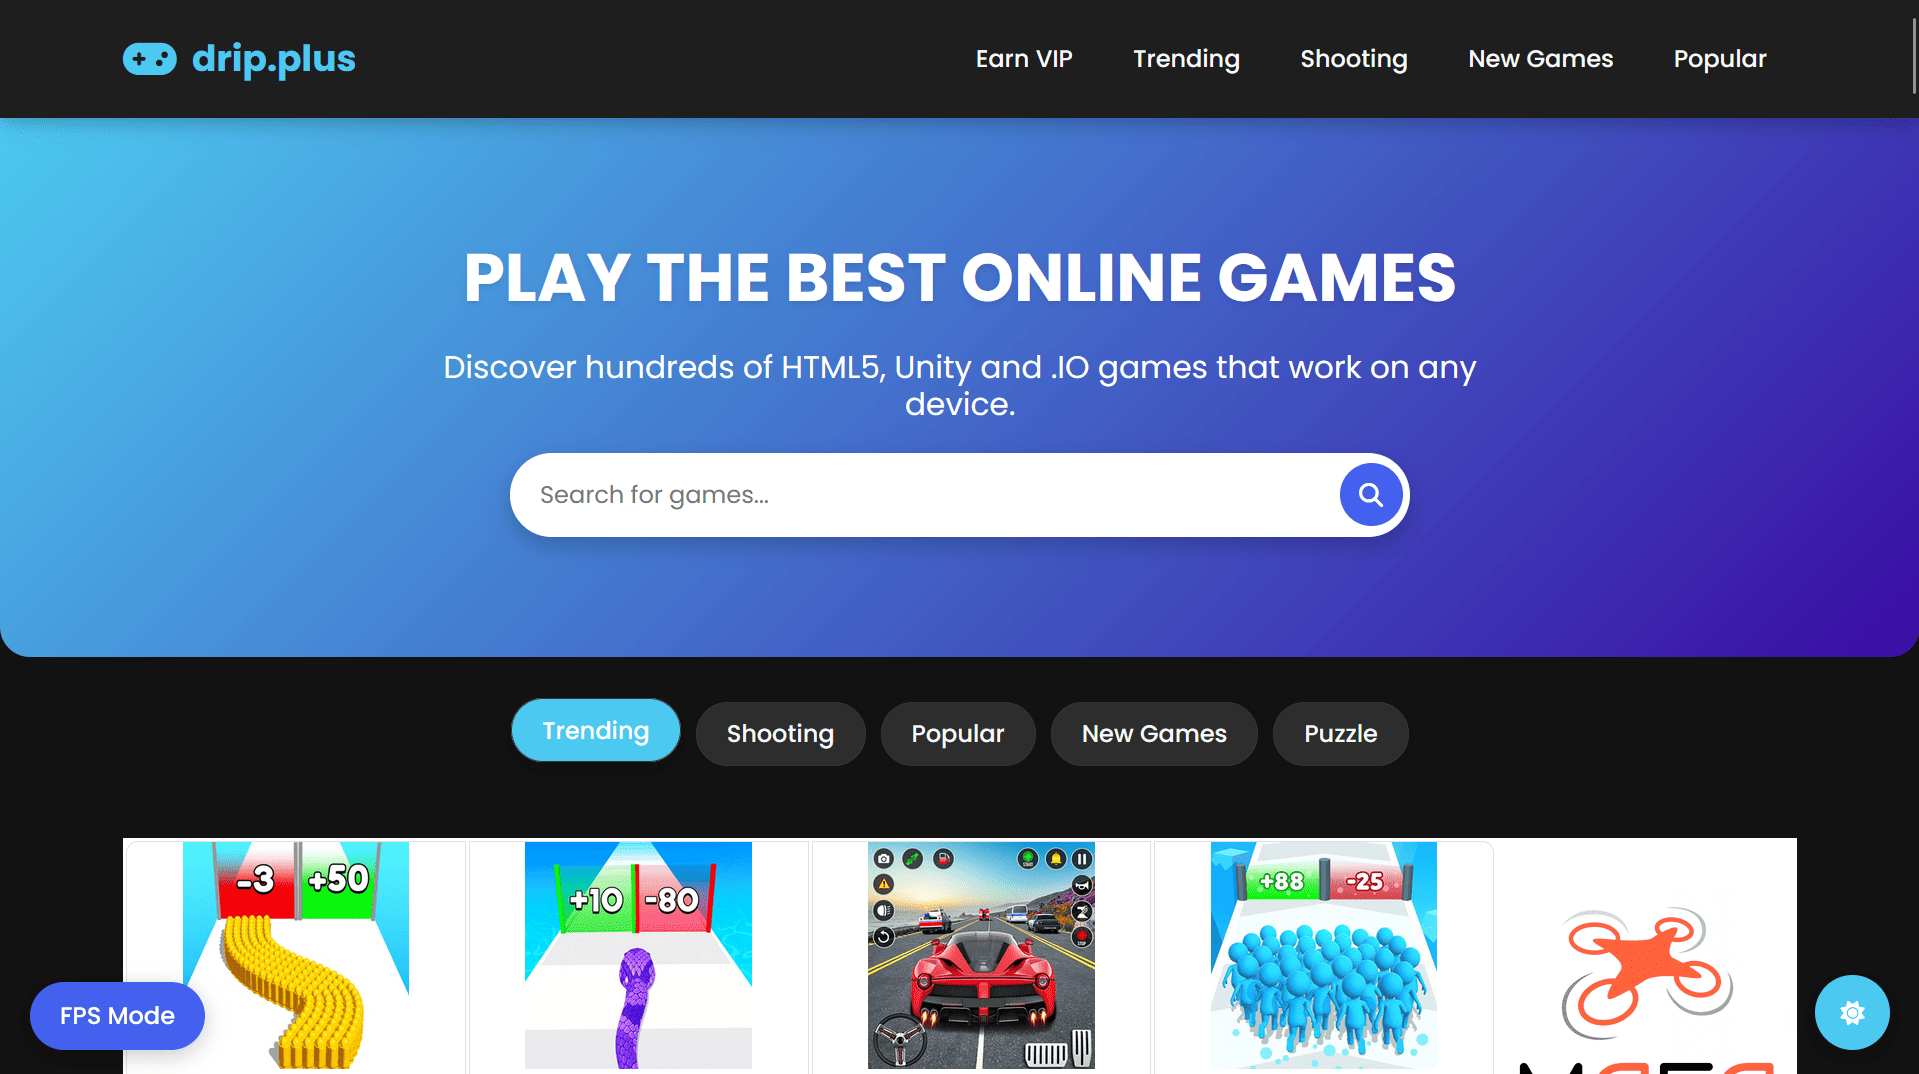 drip.plus
Earn VIP
Trending
Shooting
New Games
Popular
PLAY THE BEST ONLINE GAMES
Discover hundreds of HTML5, Unity and .IO games that work on any
device.
Search for games...
Trending
Shooting
Popular
New Games
Puzzle
-3
+50
+10
-80
START
STOP
+88
-25
FPS Mode